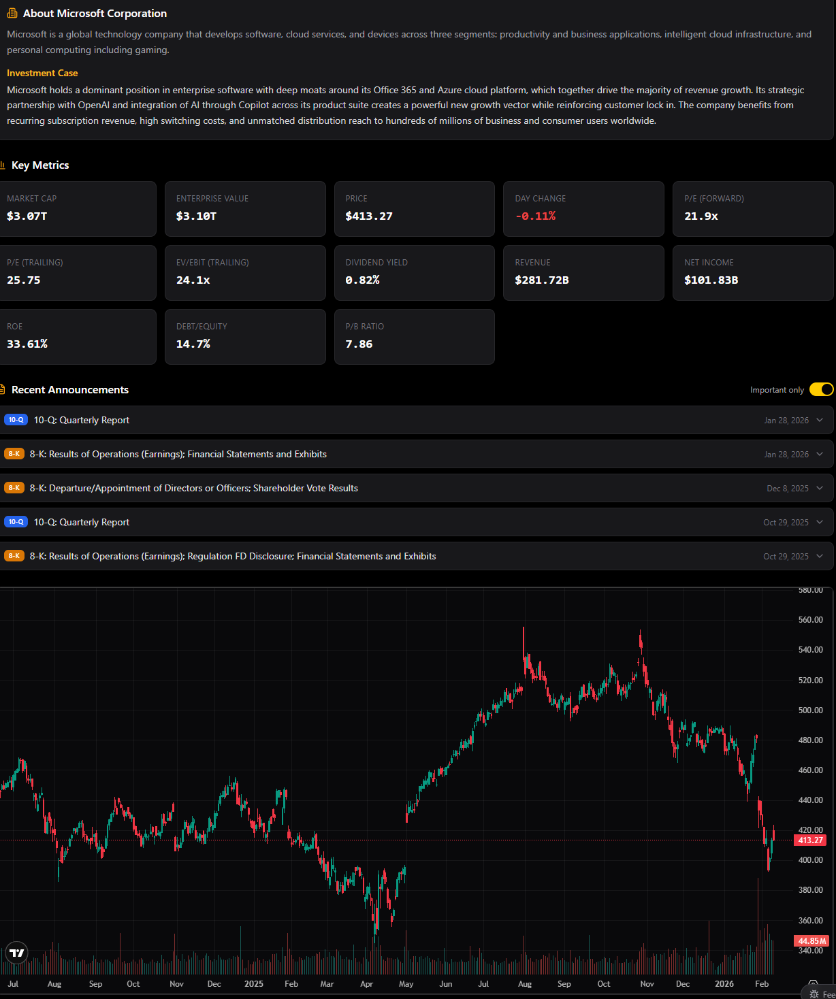 About Microsoft Corporation
Microsoft is a global technology company that develops software, cloud services, and devices across three segments: productivity and business applications, intelligent cloud infrastructure, and
personal computing including gaming.
Investment Case
Microsoft holds a dominant position in enterprise software with deep moats around its Office 365 and Azure cloud platform, which together drive the majority of revenue growth. Its strategic
partnership with OpenAI and integration of AI through Copilot across its product suite creates a powerful new growth vector while reinforcing customer lock in. The company benefits from
recurring subscription revenue, high switching costs, and unmatched distribution reach to hundreds of millions of business and consumer users worldwide.
Key Metrics
MARKET CAP ENTERPRISE VALUE PRICE DAY CHANGE P/E (FORWARD)
$3.07T $3.10T $413.27 -0.11% 21.9x
P/E (TRAILING) EV/EBIT (TRAILING) DIVIDEND YIELD REVENUE NET INCOME
25.75 24.1x 0.82% $281.72B $101.83B
ROE DEBT/EQUITY P/B RATIO
33.61% 14.7% 7.86
Recent Announcements Important only
10-Q 10-Q: Quarterly Report Jan 28, 2026
8-K 8-K: Results of Operations (Earnings); Financial Statements and Exhibits Jan 28, 2026
8-K 8-K: Departure/Appointment of Directors or Officers; Shareholder Vote Results Dec 8, 2025
10-Q 10-Q: Quarterly Report Oct 29, 2025
8-K 8-K: Results of Operations (Earnings); Regulation FD Disclosure; Financial Statements and Exhibits Oct 29, 2025
580.00
560.00
540.00
520.00
500.00
480.00
460.00
440.00
420.00
413.27
400.00
380.00
360.00
44.85M
340.00
Jul Aug Sep Oct Nov Dec 2025 Feb Mar Apr May Jun Jul Aug Sep Oct Nov Dec 2026 Feb
Fee